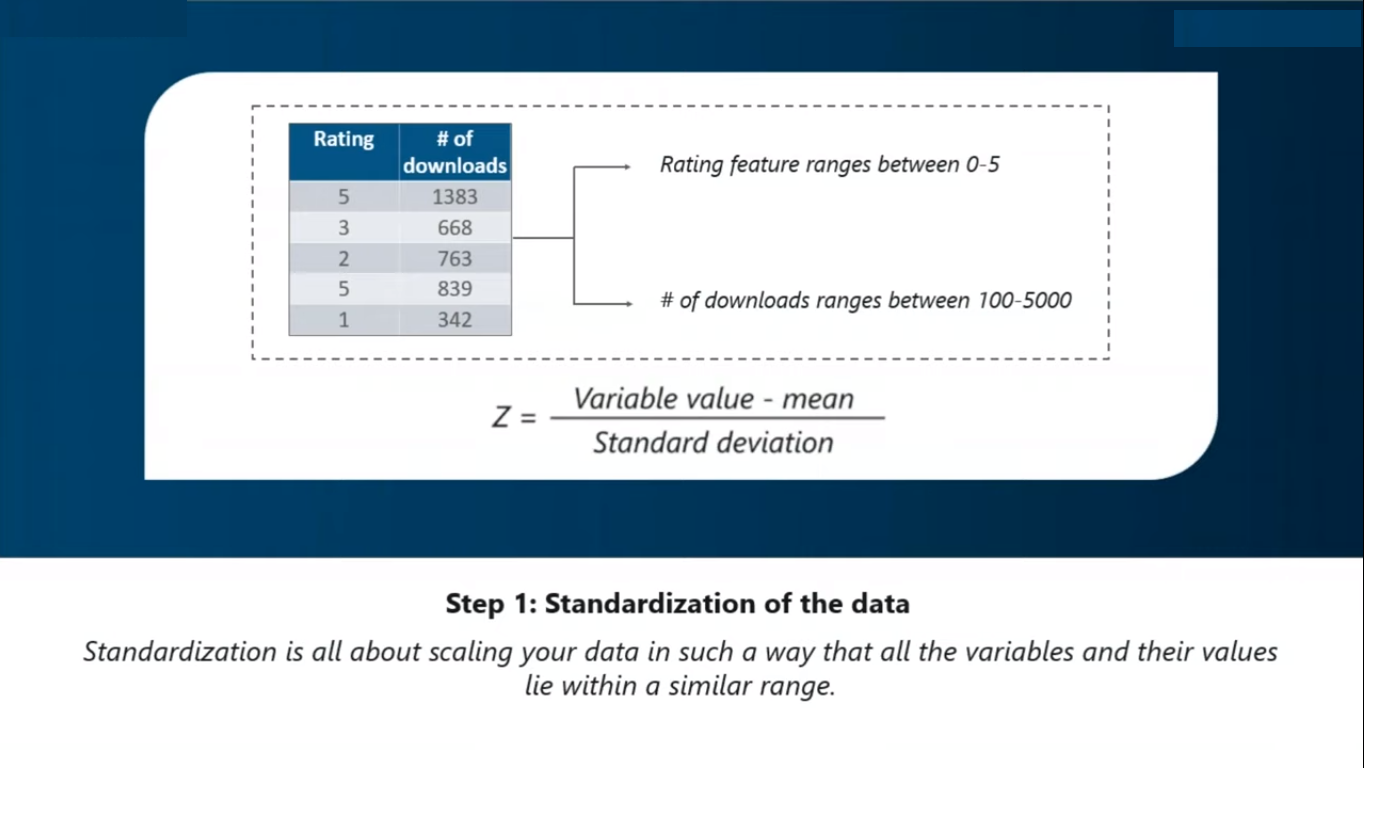 Rating # of
downloads
5 1383
3 668
2 763
5 839
1 342
Rating feature ranges between 0-5
# of downloads ranges between 100-5000
Z = Variable value - mean
Standard deviation
Step 1: Standardization of the data
Standardization is all about scaling your data in such a way that all the variables and their values
lie within a similar range.